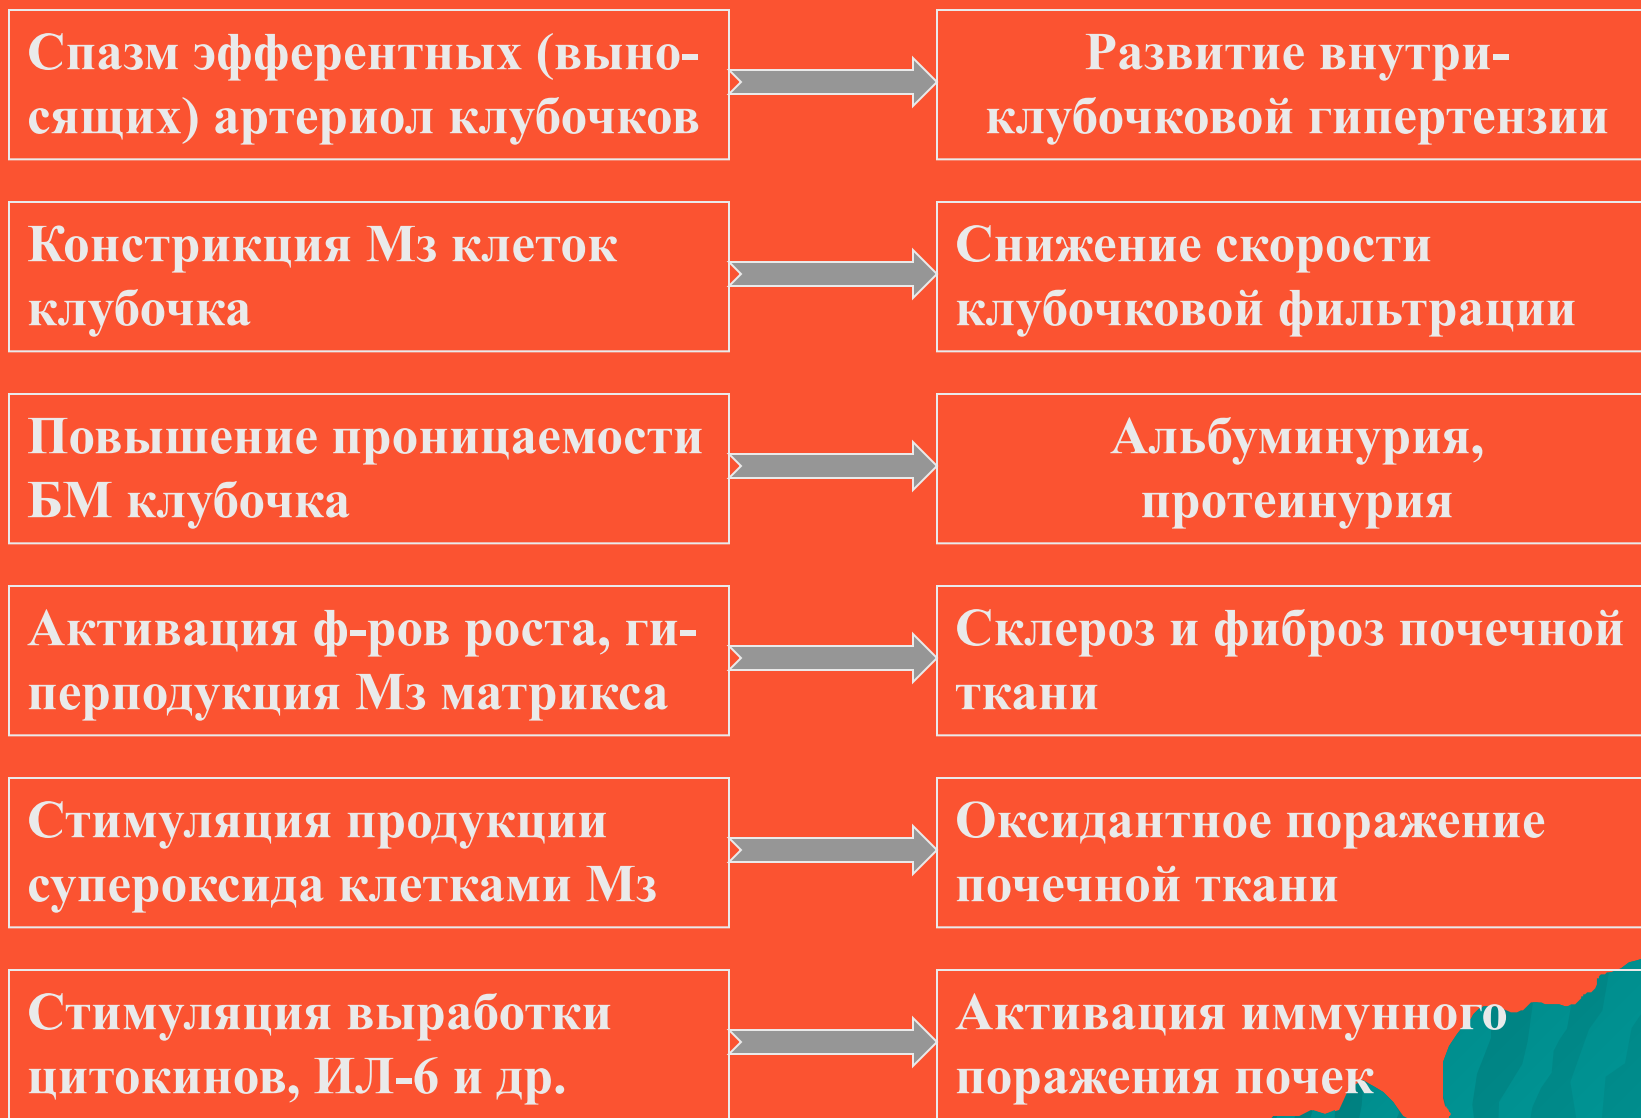 Спазм эфферентных (выно-
сящих) артериол клубочков
Развитие внутри-
клубочковой гипертензии
Констрикция Мз клеток
клубочка
Снижение скорости
клубочковой фильтрации
Повышение проницаемости
БМ клубочка
Альбуминурия,
протеинурия
Активация ф-ров роста, ги-
перподукция Мз матрикса
Склероз и фиброз почечной
ткани
Стимуляция продукции
супероксида клетками Мз
Оксидантное поражение
почечной ткани
Стимуляция выработки
цитокинов, ИЛ-6 и др.
Активация иммунного
поражения почек